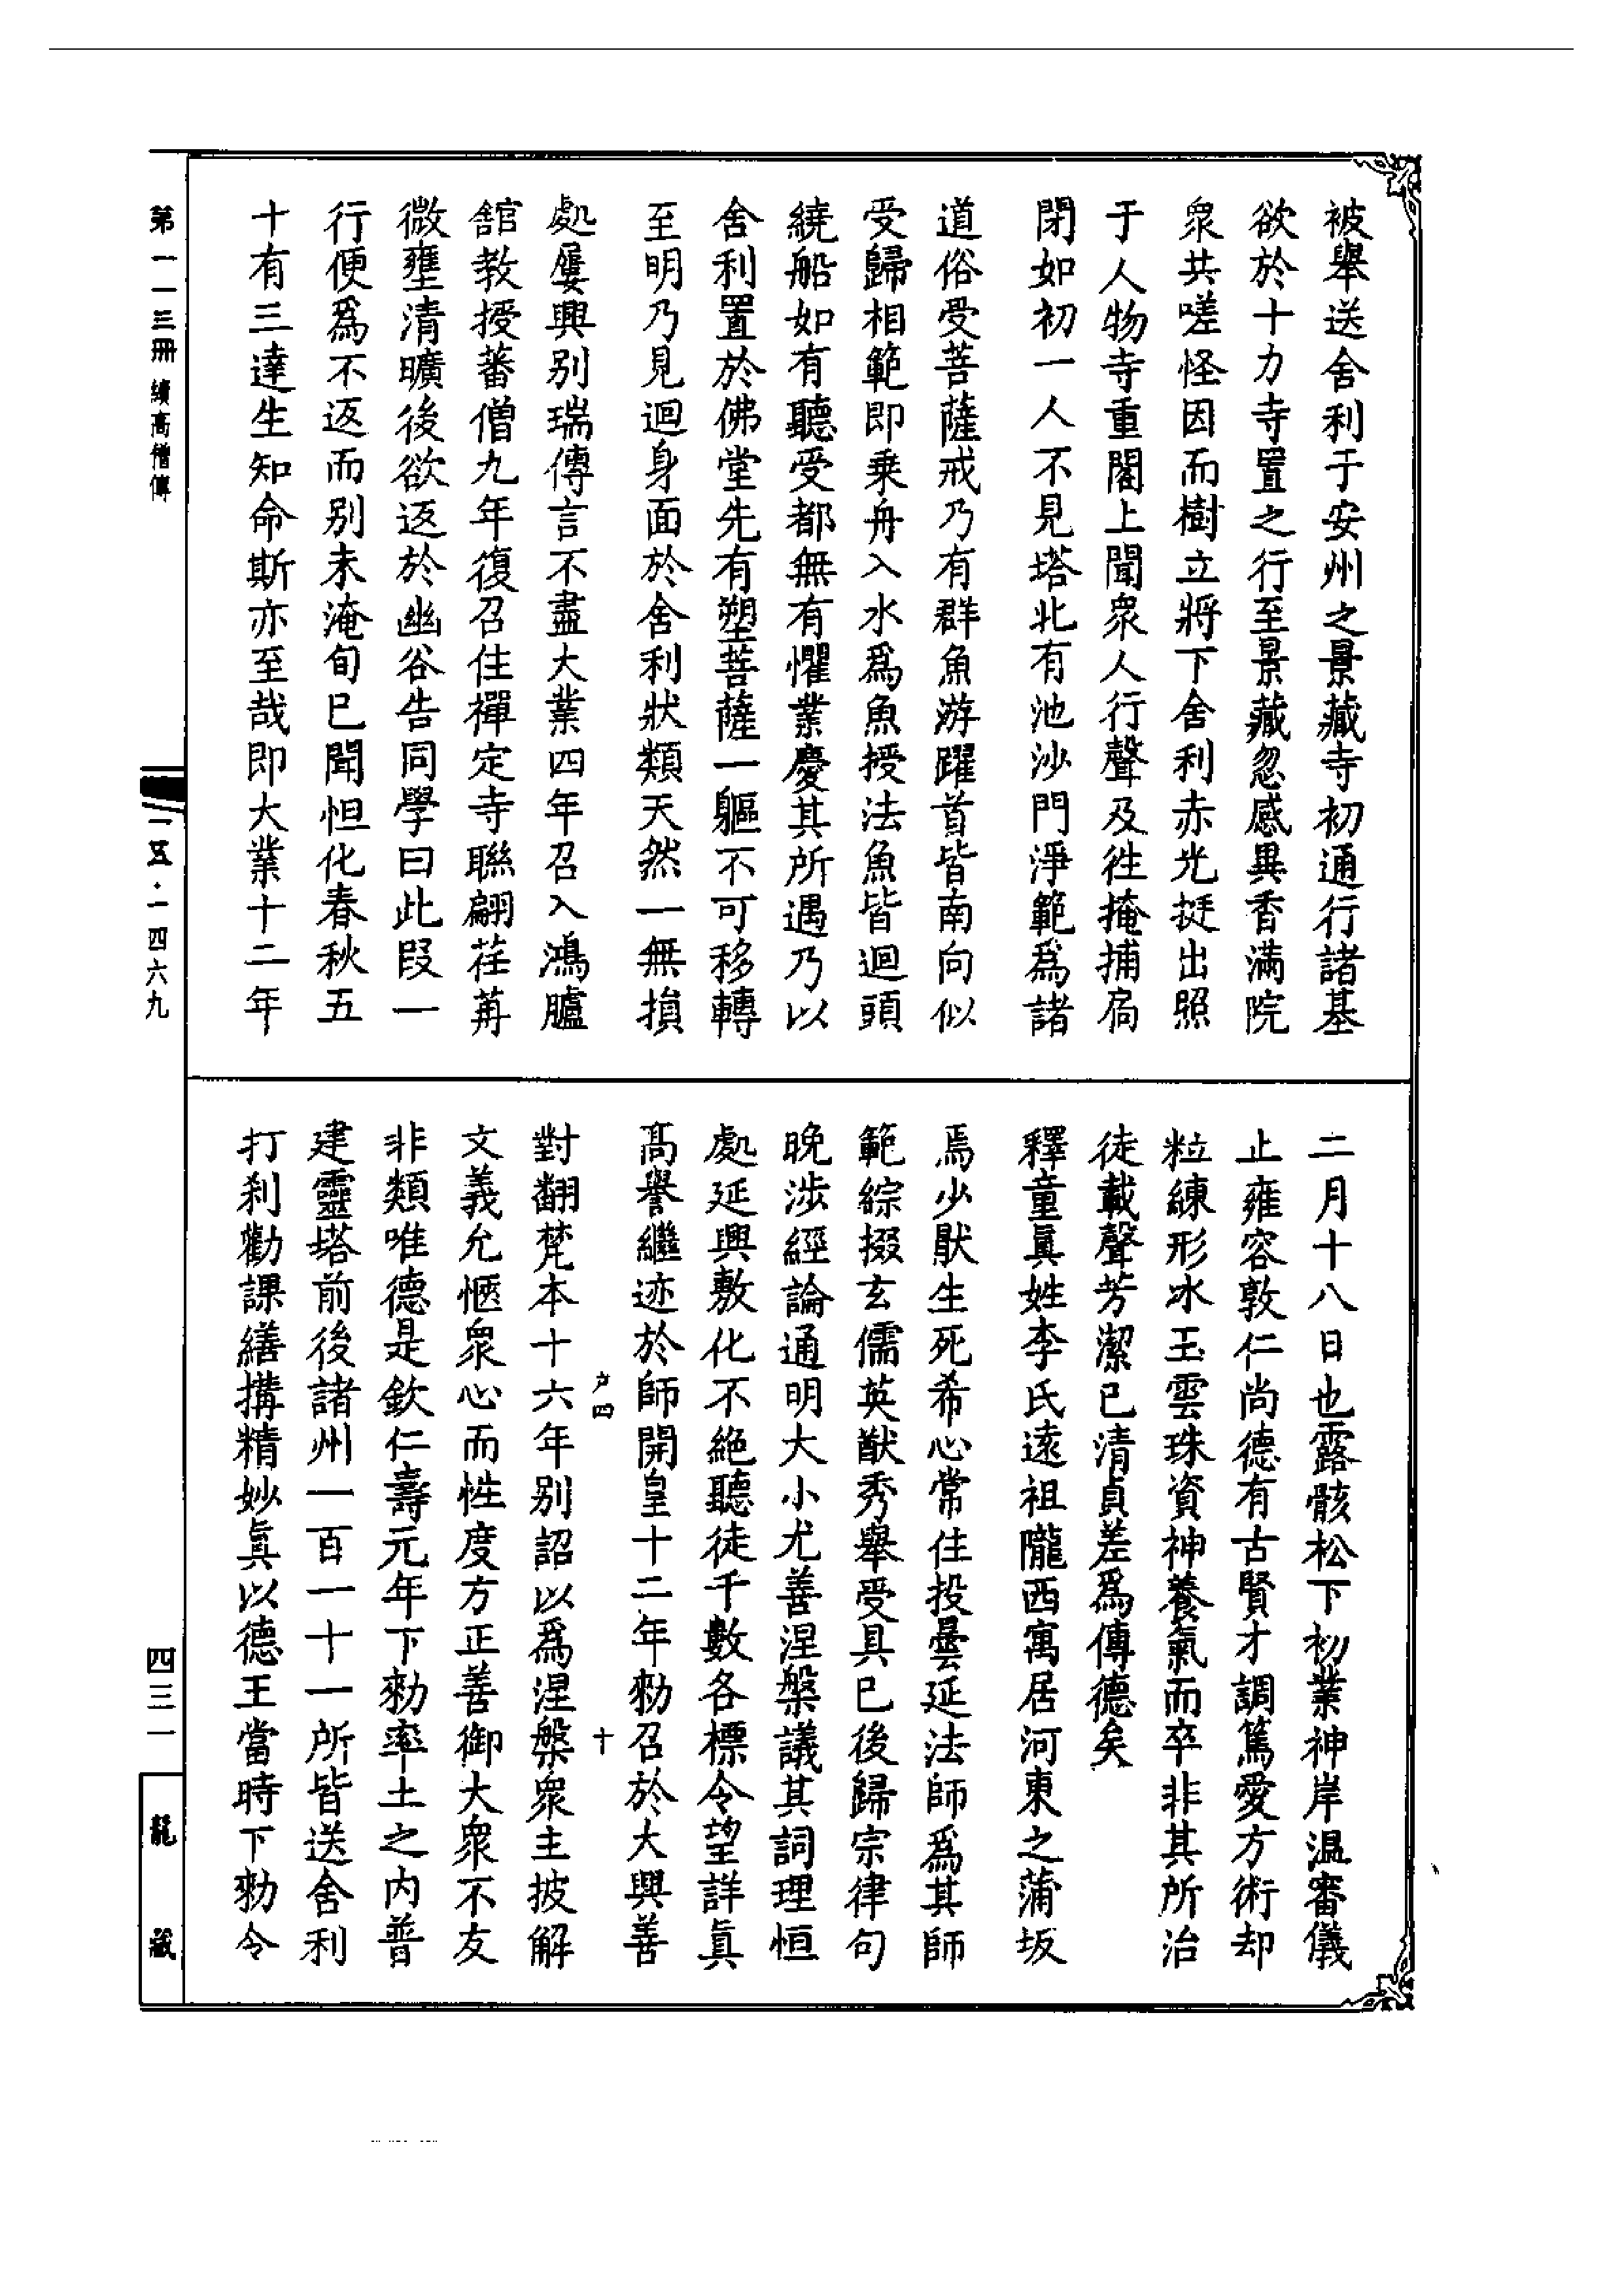 被舉送舍利于安州之景藏寺初通行諸基
欲於十力寺置之行至景藏忽感異香滿院
衆共嗟怪因而樹立將下舍利赤光挺出照
于人物寺重閣上聞衆人行聲及往掩捕扃
閉如初一人不見塔北有池沙門淨範爲諸
道俗受菩薩戒乃有群魚游躍首皆南向似
受歸相範即乘舟入水爲魚授法魚皆迴頭
繞船如有聽受都無有懼業慶其所遇乃以
舍利置於佛堂先有塑菩薩一軀不可移轉
至明乃見迴身面於舍利狀類天然一無損
處屢興別瑞傳言不盡大業四年召入鴻臚
館教授蕃僧九年復召住禪定寺聯翩荏苒
微壅清曠後欲返於幽谷告同學曰此段一
行便爲不返而別未淹旬已聞怛化春秋五
十有三達生知命斯亦至哉即大業十二年
二月十八日也露骸松下初業神岸温審儀
止雍容敦仁尚德有古賢才調篤愛方術却
粒練形冰玉雲珠資神養氣而卒非其所治
徒載聲芳潔已清貞差爲傳德矣
釋童眞姓李氏遠祖隴西寓居河東之蒲坂
焉少猒生死希心常住投曇延法師爲其師
範綜掇玄儒英猷秀舉受具已後歸宗律句
晚涉經論通明大小尤善涅槃議其詞理恒
處延興敷化不絶聽徒千數各標令望詳眞
高譽繼迹於師開皇十二年勑召於大興善
對翻梵本十六年別詔以爲涅槃衆主披解
文義允愜衆心而性度方正善御大衆不友
非類唯德是欽仁壽元年下勑率土之内普
建靈塔前後諸州一百一十一所皆送舍利
打刹勸課繕搆精妙眞以德王當時下勑令
户四
十
第一一三冊 續高僧傳
一五·一四六九
四三一
龍藏